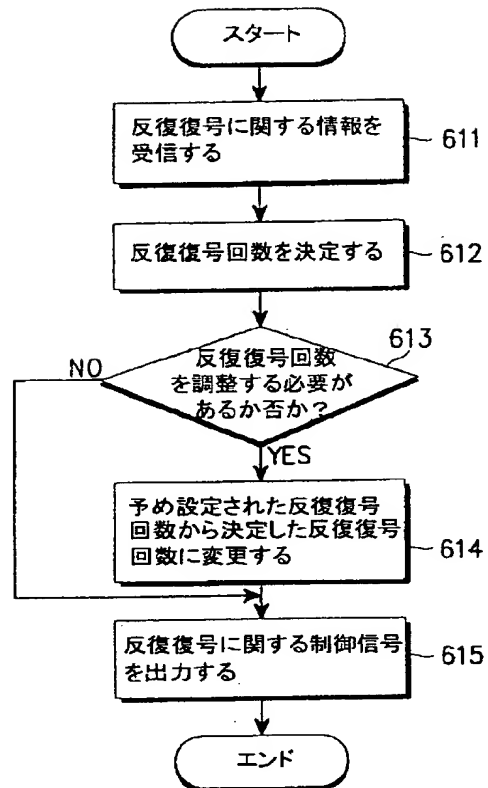 スタート
反復復号に関する情報を
受信する
611
反復復号回数を決定する
612
613
反復復号回数
を調整する必要が
あるか否か?
NO
YES
予め設定された反復復号
回数から決定した反復復号
回数に変更する
614
反復復号に関する制御信号
を出力する
615
エンド